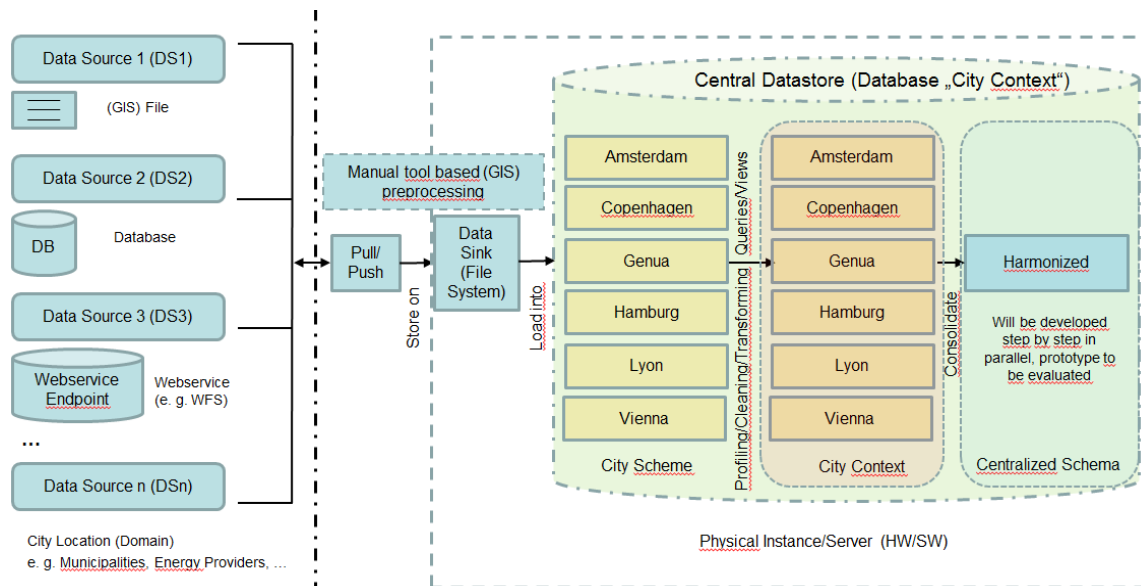 Data Source 1 (DS1)
(GIS) File
Data Source 2 (DS2)
DB
Database
Data Source 3 (DS3)
Webservice
Endpoint
Webservice
(e. g. WFS)
...
Data Source n (DSn)
City Location (Domain)
e. g. Municipalities, Energy Providers, ...
Manual tool based (GIS)
preprocessing
Pull/
Push
Store on
Data
Sink
(File
System)
Load into
Central Datastore (Database „City Context“)
Amsterdam
Copenhagen
Genua
Hamburg
Lyon
Vienna
City Scheme
Profiling/Cleaning/Transforming
Queries/Views
Amsterdam
Copenhagen
Genua
Hamburg
Lyon
Vienna
City Context
Consolidate
Harmonized
Will be developed
step by step in
parallel, prototype to
be evaluated
Centralized Schema
Physical Instance/Server (HW/SW)